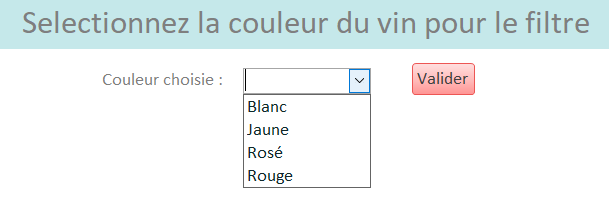 Selectionnez la couleur du vin pour le filtre
Couleur choisie : Valider
Blanc
Jaune
Rosé
Rouge